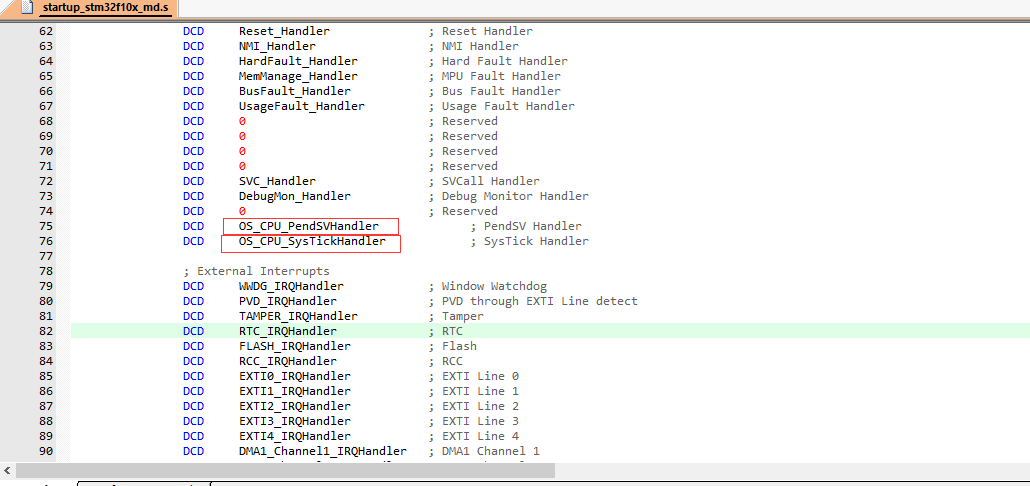 startup_stm32f10x_md.s
62 DCD Reset_Handler ; Reset Handler
63 DCD NMI_Handler ; NMI Handler
64 DCD HardFault_Handler ; Hard Fault Handler
65 DCD MemManage_Handler ; MPU Fault Handler
66 DCD BusFault_Handler ; Bus Fault Handler
67 DCD UsageFault_Handler ; Usage Fault Handler
68 DCD 0 ; Reserved
69 DCD 0 ; Reserved
70 DCD 0 ; Reserved
71 DCD 0 ; Reserved
72 DCD SVC_Handler ; SVCall Handler
73 DCD DebugMon_Handler ; Debug Monitor Handler
74 DCD 0 ; Reserved
75 DCD OS_CPU_PendSVHandler ; PendSV Handler
76 DCD OS_CPU_SysTickHandler ; SysTick Handler
77
78 ; External Interrupts
79 DCD WWDG_IRQHandler ; Window Watchdog
80 DCD PVD_IRQHandler ; PVD through EXTI Line detect
81 DCD TAMPER_IRQHandler ; Tamper
82 DCD RTC_IRQHandler ; RTC
83 DCD FLASH_IRQHandler ; Flash
84 DCD RCC_IRQHandler ; RCC
85 DCD EXTI0_IRQHandler ; EXTI Line 0
86 DCD EXTI1_IRQHandler ; EXTI Line 1
87 DCD EXTI2_IRQHandler ; EXTI Line 2
88 DCD EXTI3_IRQHandler ; EXTI Line 3
89 DCD EXTI4_IRQHandler ; EXTI Line 4
90 DCD DMA1_Channel1_IRQHandler ; DMA1 Channel 1